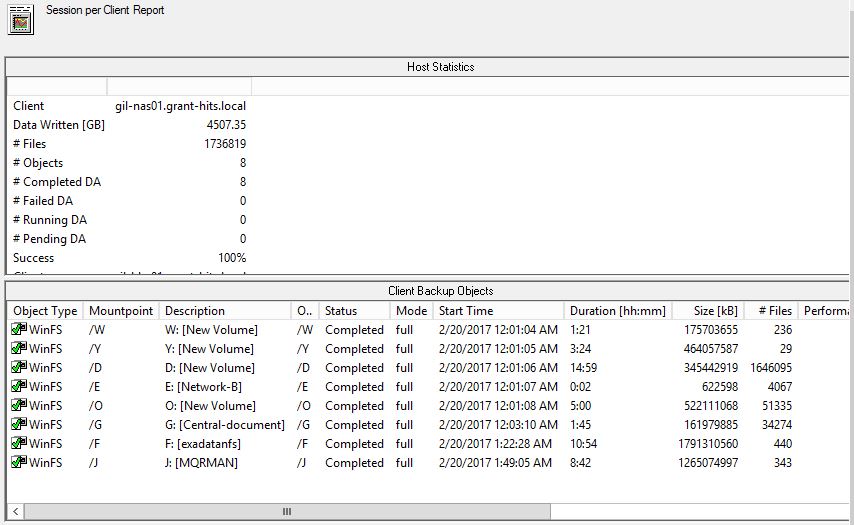 Session per Client Report
Host Statistics
Client gil-nas01.grant-hits.local
Data Written [GB] 4507.35
# Files 1736819
# Objects 8
# Completed DA 8
# Failed DA 0
# Running DA 0
# Pending DA 0
Success 100%
Client Backup Objects
Object Type Mountpoint Description O.. Status Mode Start Time Duration [hh:mm] Size [kB] # Files Performa
WinFS /W W: [New Volume] /W Completed full 2/20/2017 12:01:04 AM 1:21 175703655 236
WinFS /Y Y: [New Volume] /Y Completed full 2/20/2017 12:01:05 AM 3:24 464057587 29
WinFS /D D: [New Volume] /D Completed full 2/20/2017 12:01:06 AM 14:59 345442919 1646095
WinFS /E E: [Network-B] /E Completed full 2/20/2017 12:01:07 AM 0:02 622598 4067
WinFS /O O: [New Volume] /O Completed full 2/20/2017 12:01:08 AM 5:00 522111068 51335
WinFS /G G: [Central-document] /G Completed full 2/20/2017 12:03:10 AM 1:45 161979885 34274
WinFS /F F: [exadatanfs] /F Completed full 2/20/2017 1:22:28 AM 10:54 1791310560 440
WinFS /J J: [MQRMAN] /J Completed full 2/20/2017 1:49:05 AM 8:42 1265074997 343